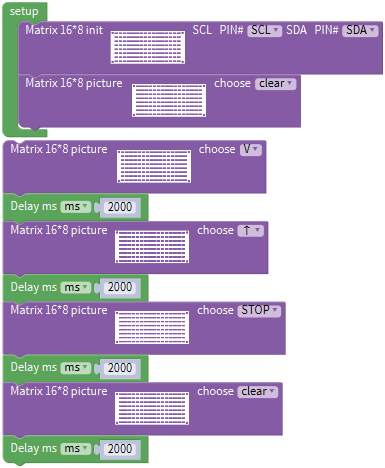 setup
Matrix 16*8 init SCL PIN# SCL SDA PIN# SDA
Matrix 16*8 picture choose clear
Matrix 16*8 picture choose V
Delay ms ms 2000
Matrix 16*8 picture choose ↑
Delay ms ms 2000
Matrix 16*8 picture choose STOP
Delay ms ms 2000
Matrix 16*8 picture choose clear
Delay ms ms 2000